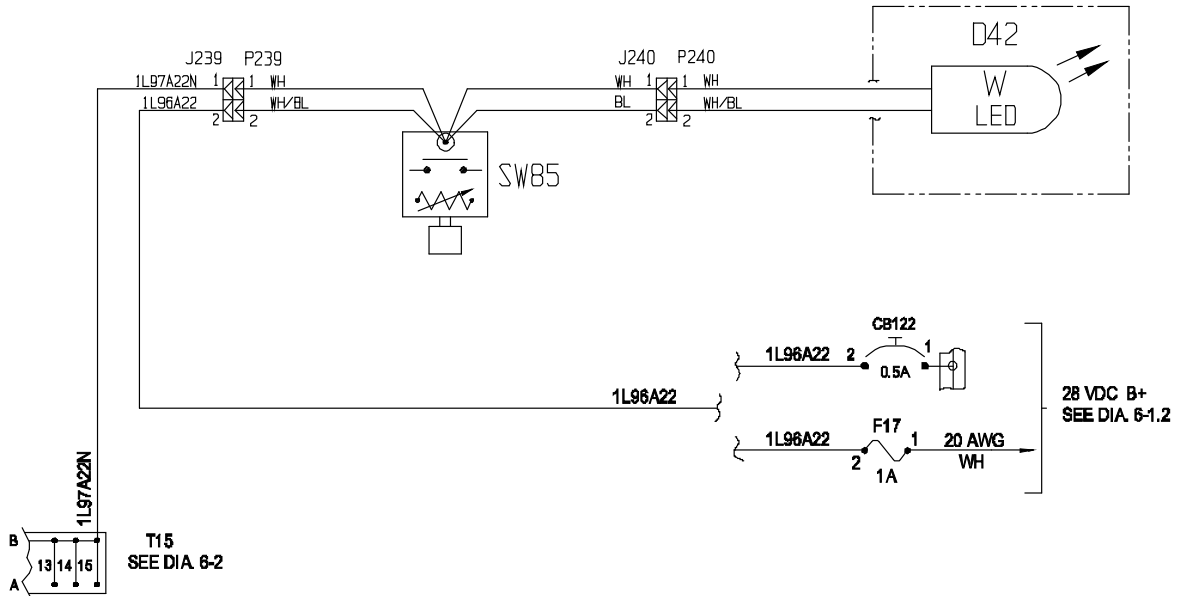 D42
J239 P239
J240 P240
1L97A22N 1 1 WH
WH 1 1 WH
W
1L96A22 WH/BL
BL WH/BL
LED
2 2
2 2
SW85
CB122
1L96A22 2 1
0.5A
28 VDC B+
1L96A22
SEE DIA. 6-1.2
F17
1L96A22 1 20 AWG
2 WH
1A
1L97A22N
B T15
13 14 15 SEE DIA. 6-2
A